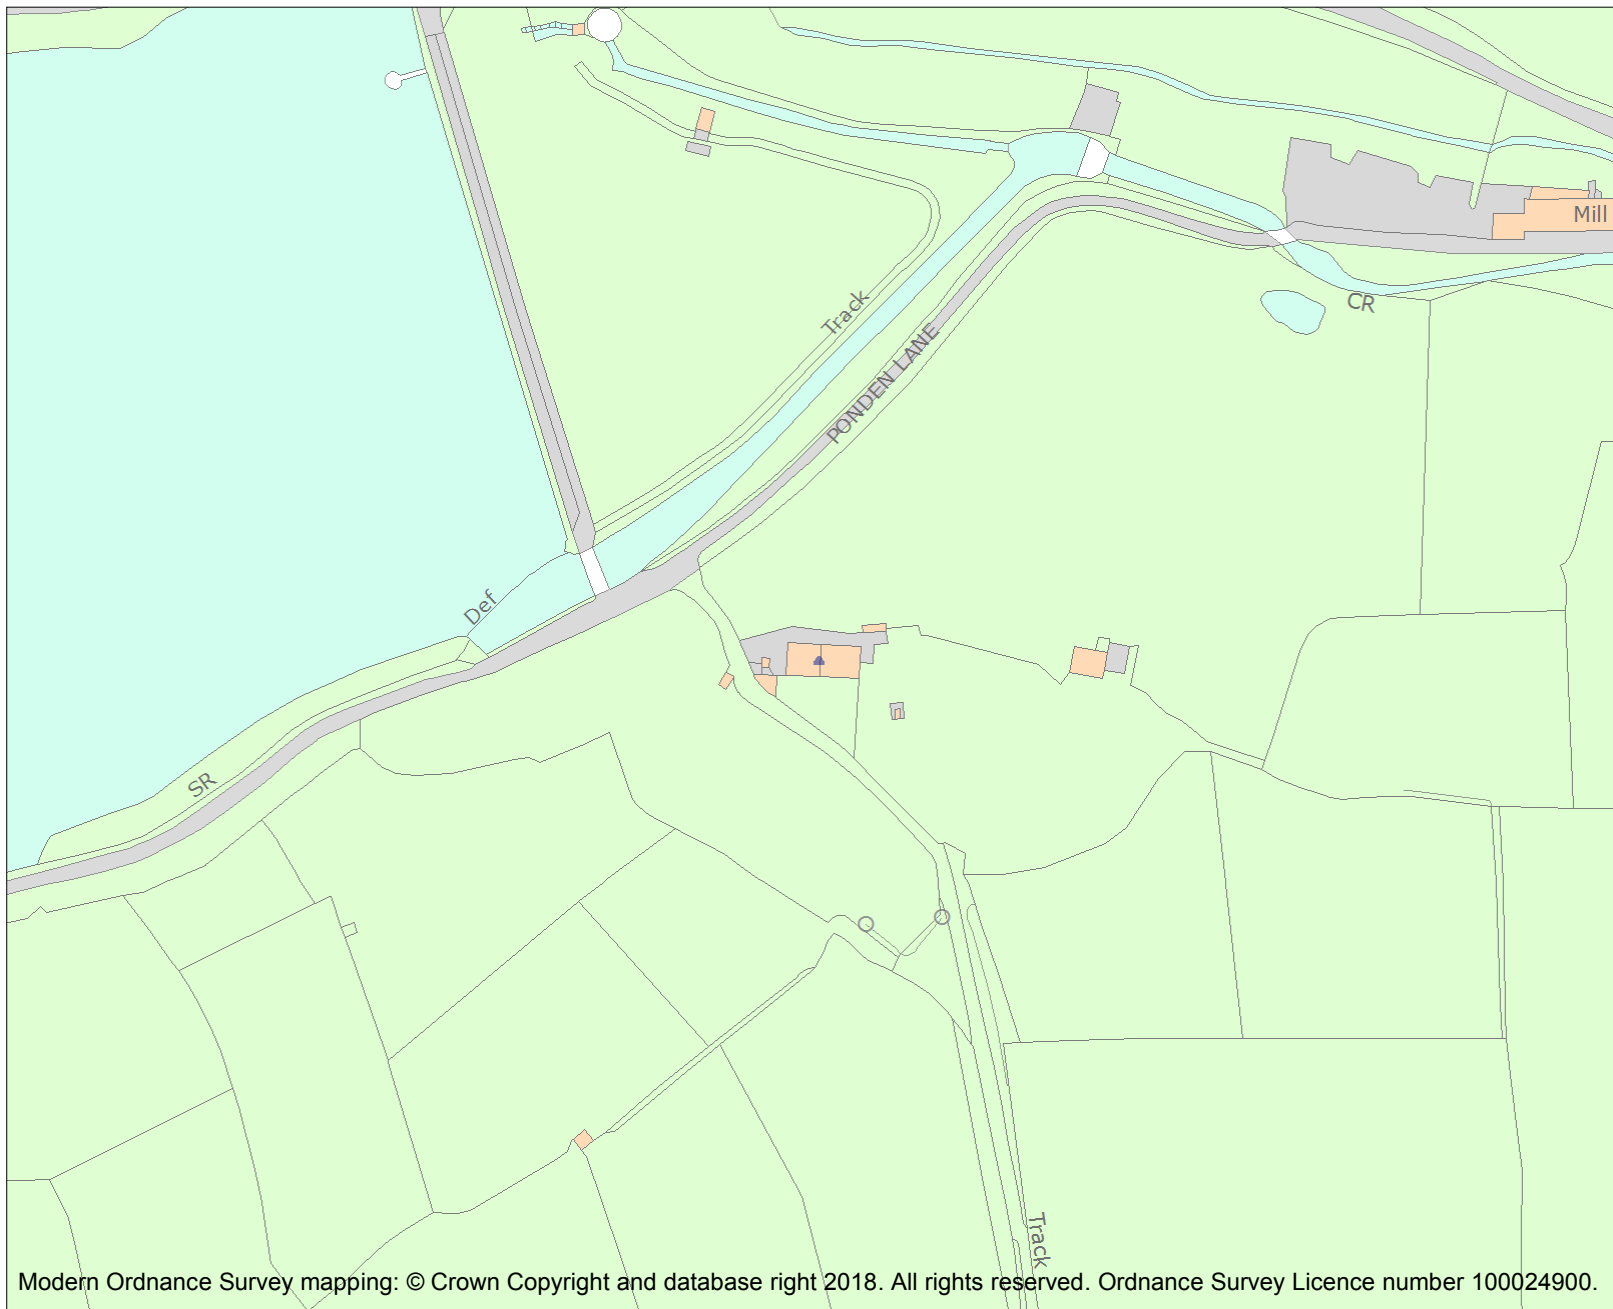 Mill
CR
Track
PONDEN LANE
Def
SR
Track
Modern Ordnance Survey mapping: © Crown Copyright and database right 2018. All rights reserved. Ordnance Survey Licence number 100024900.